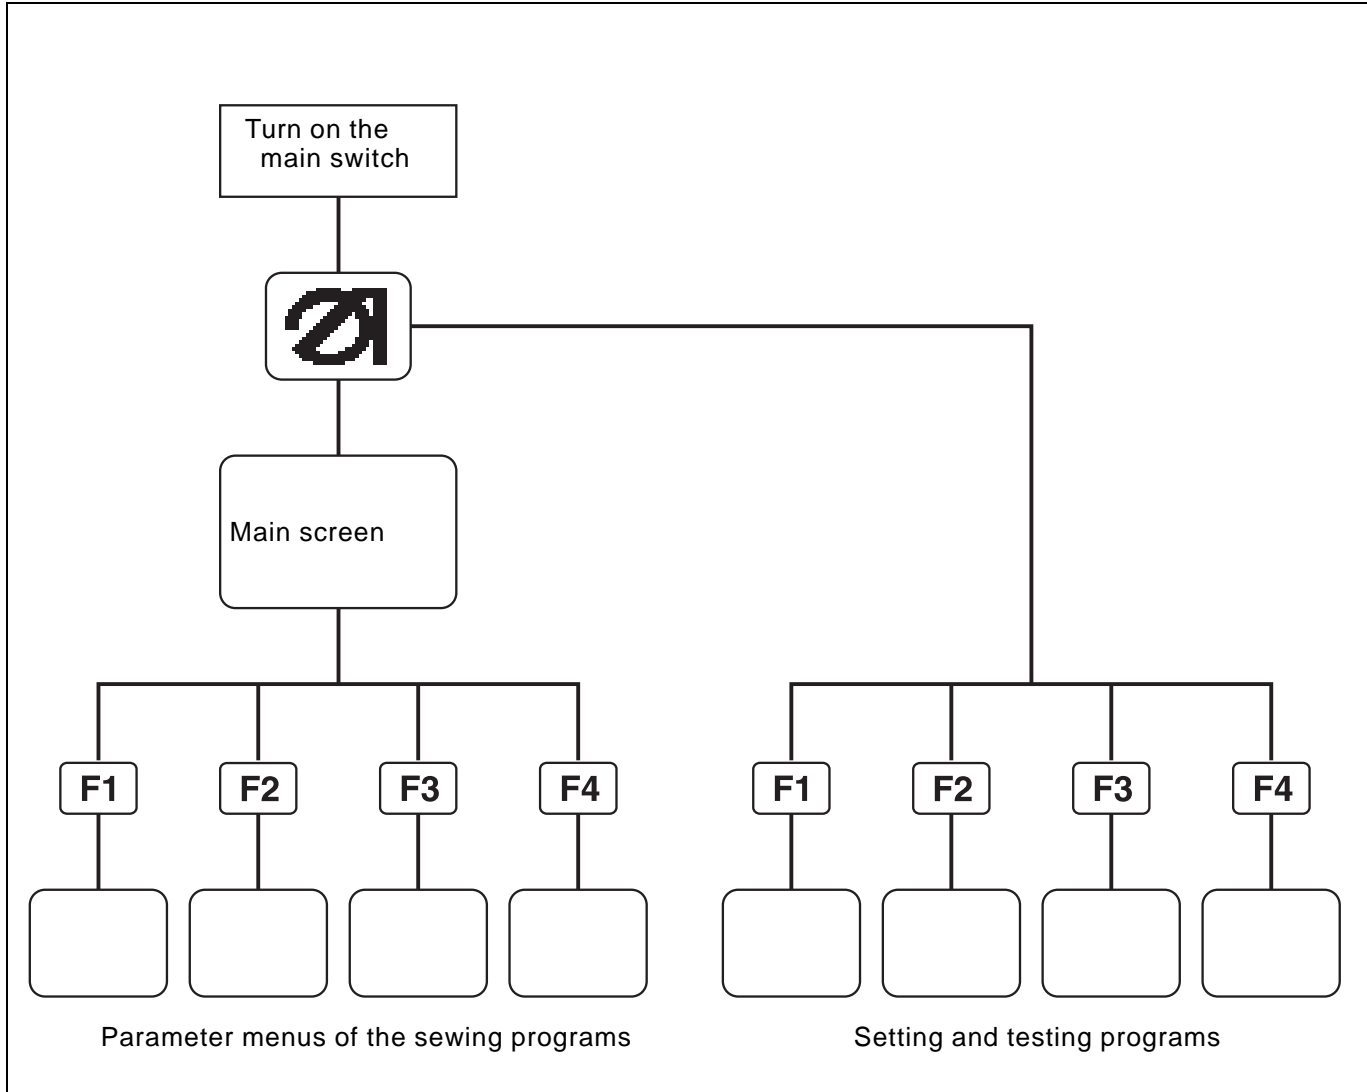 Turn on the
main switch
Main screen
F1 F2 F3 F4 F1 F2 F3 F4
Parameter menus of the sewing programs
Setting and testing programs